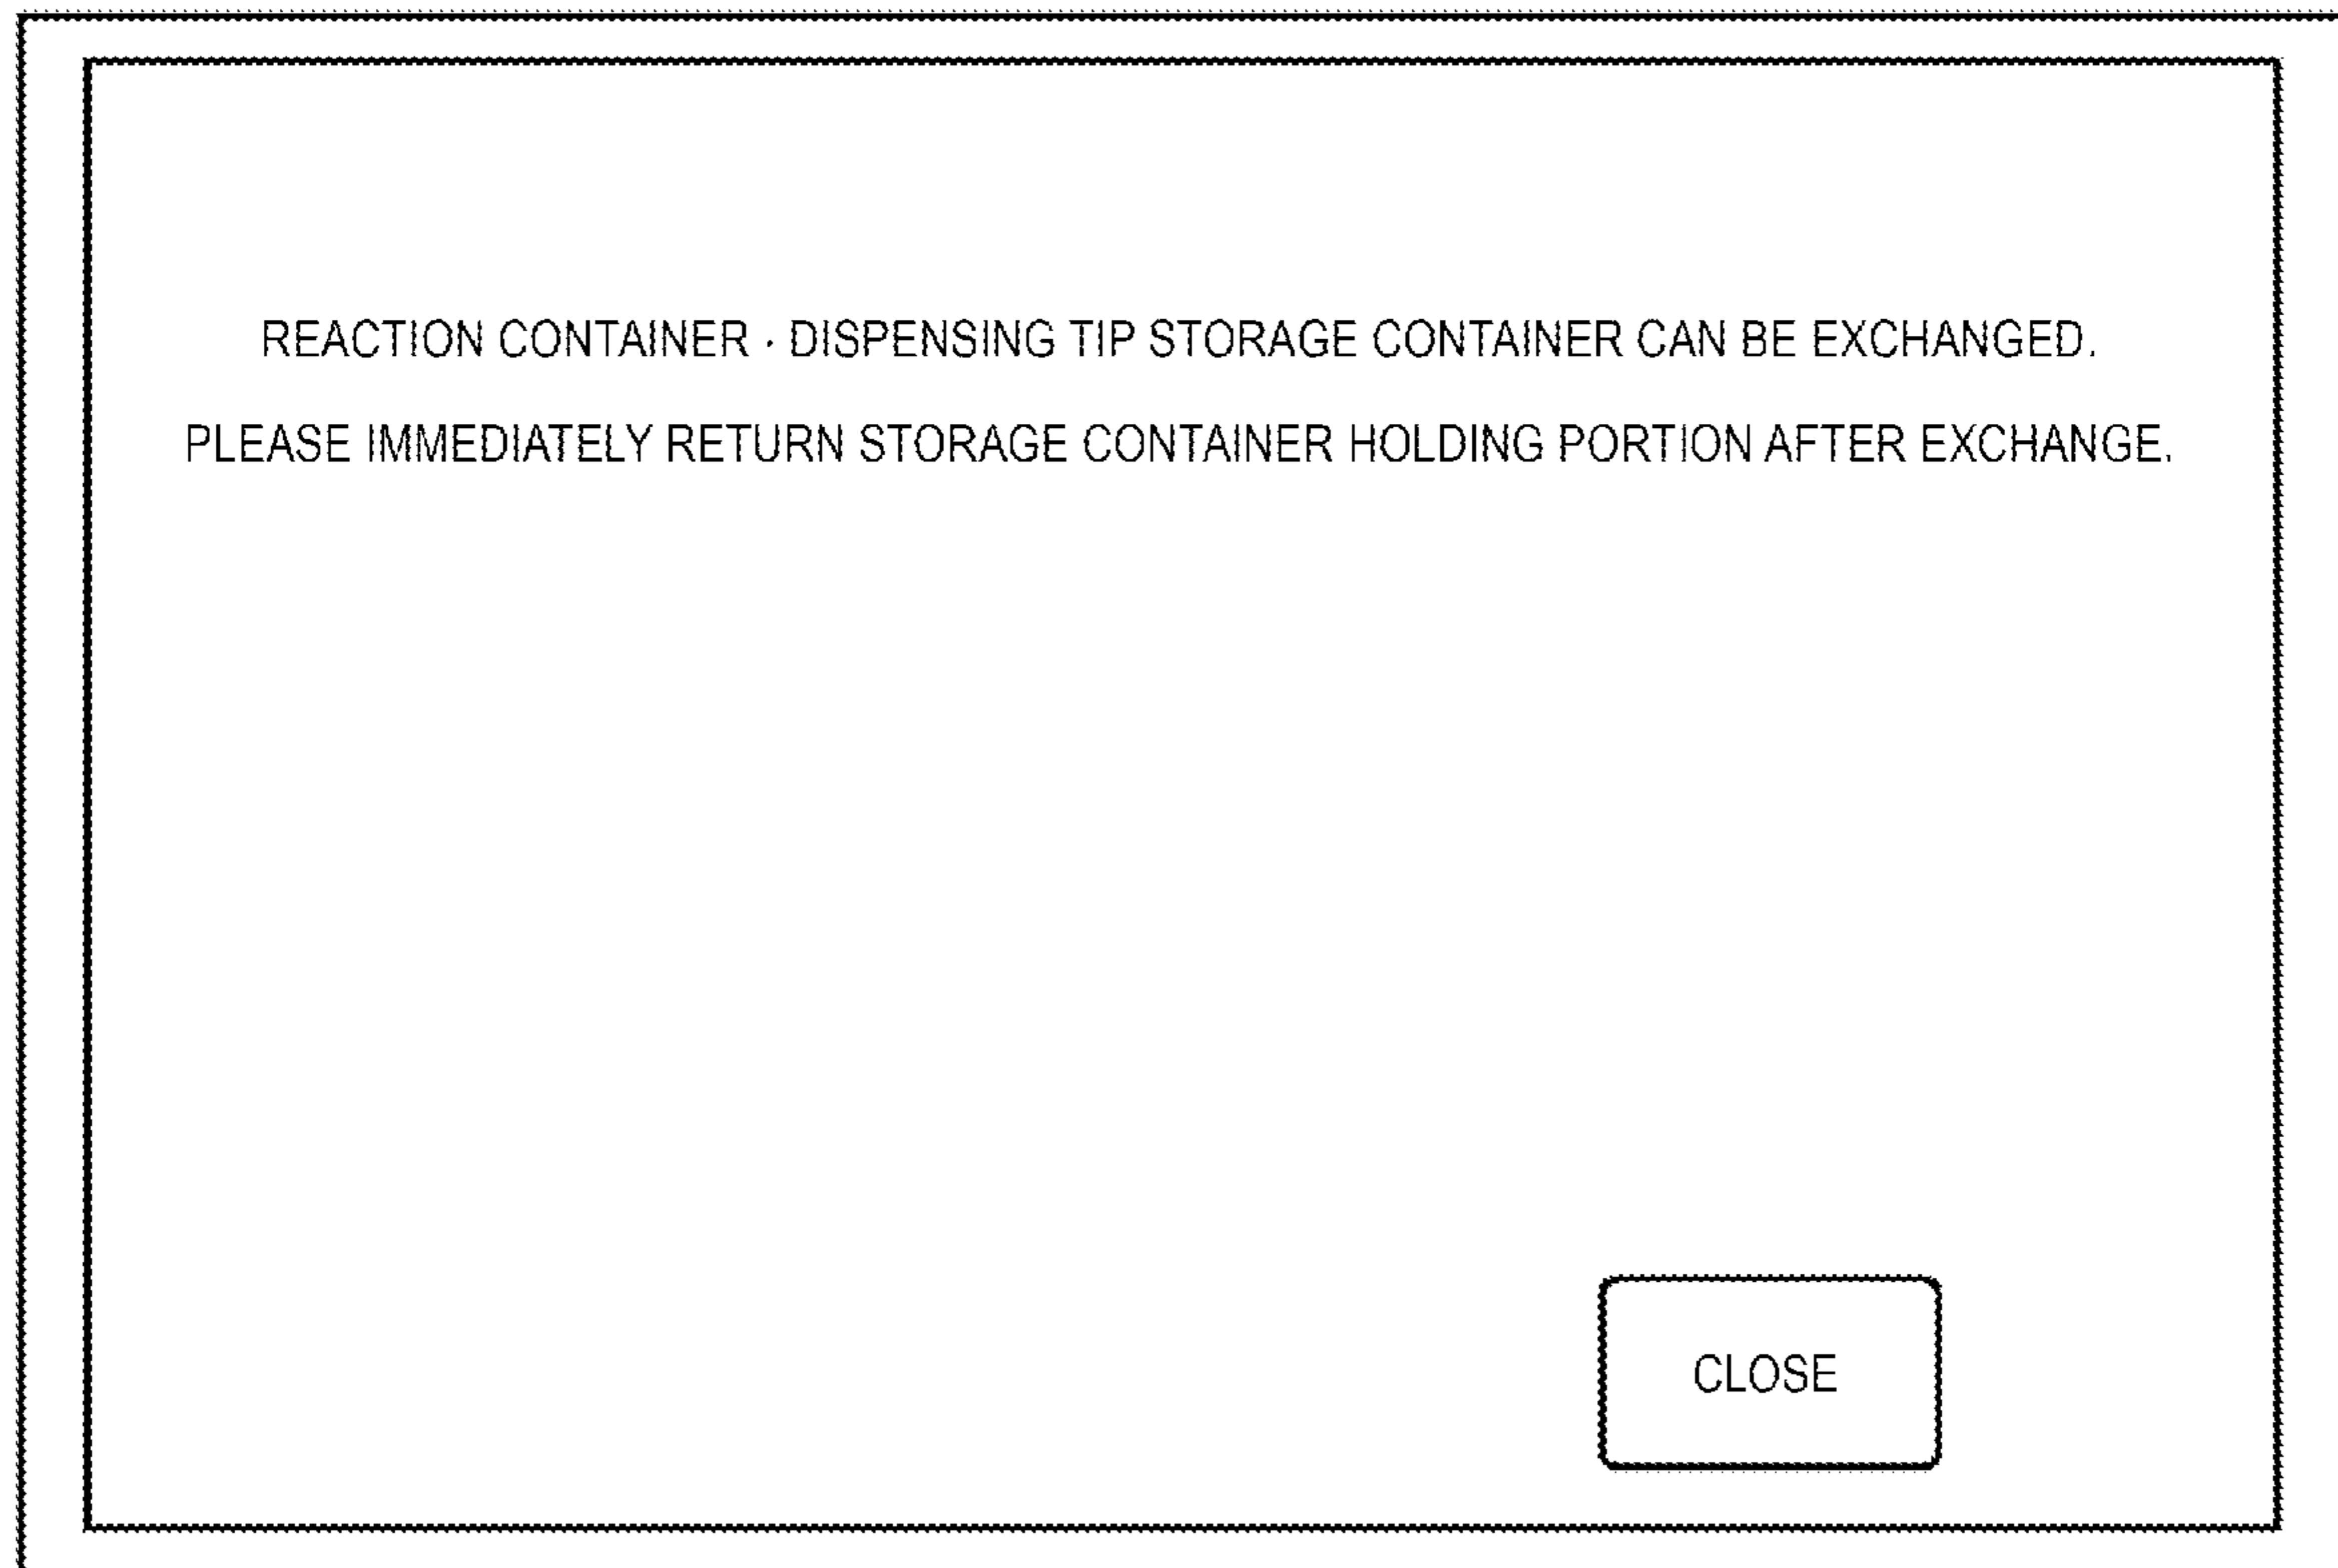 REACTION CONTAINER · DISPENSING TIP STORAGE CONTAINER CAN BE EXCHANGED.
PLEASE IMMEDIATELY RETURN STORAGE CONTAINER HOLDING PORTION AFTER EXCHANGE.
CLOSE